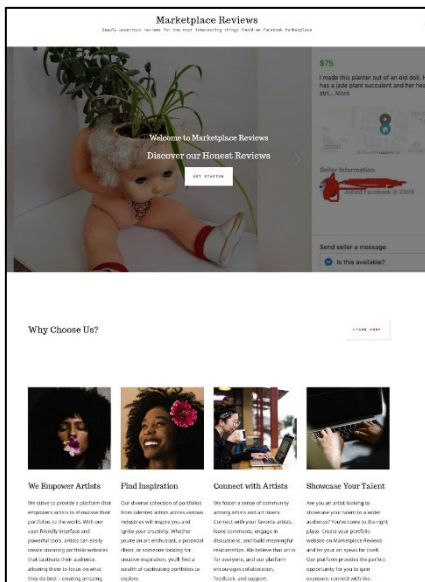 Marketplace Reviews
Deeply unserious reviews for the most interesting things found on Facebook Marketplace
$75
I made this planter out of an old doll. H
has a jade plant succulent and her hea
stri... More
Welcome to Marketplace Reviews
Discover our Honest Reviews
GET STARTED
Seller Information
Joined Facebook in 2009
Send seller a message
Is this available?
Why Choose Us?
LEARN MORE
We Empower Artists
We strive to provide a platform that
empowers artists to showcase their
portfolios to the world. With our
user-friendly interface and
powerful tools, artists can easily
create stunning portfolio websites
that captivate their audience,
allowing them to focus on what
they do best – creating amazing
Find Inspiration
Our diverse collection of portfolios
from talented artists across various
industries will inspire you and
ignite your creativity. Whether
you're an art enthusiast, a potential
client, or someone looking for
creative inspiration, you'll find a
wealth of captivating portfolios to
explore.
Connect with Artists
We foster a sense of community
among artists and art lovers.
Connect with your favorite artists,
leave comments, engage in
discussions, and build meaningful
relationships. We believe that art is
for everyone, and our platform
encourages collaboration,
feedback, and support.
Showcase Your Talent
Are you an artist looking to
showcase your talent to a wider
audience? You've come to the right
place. Create your portfolio
website on Marketplace Reviews
and let your art speak for itself.
Our platform provides the perfect
opportunity for you to gain
exposure, connect with like-